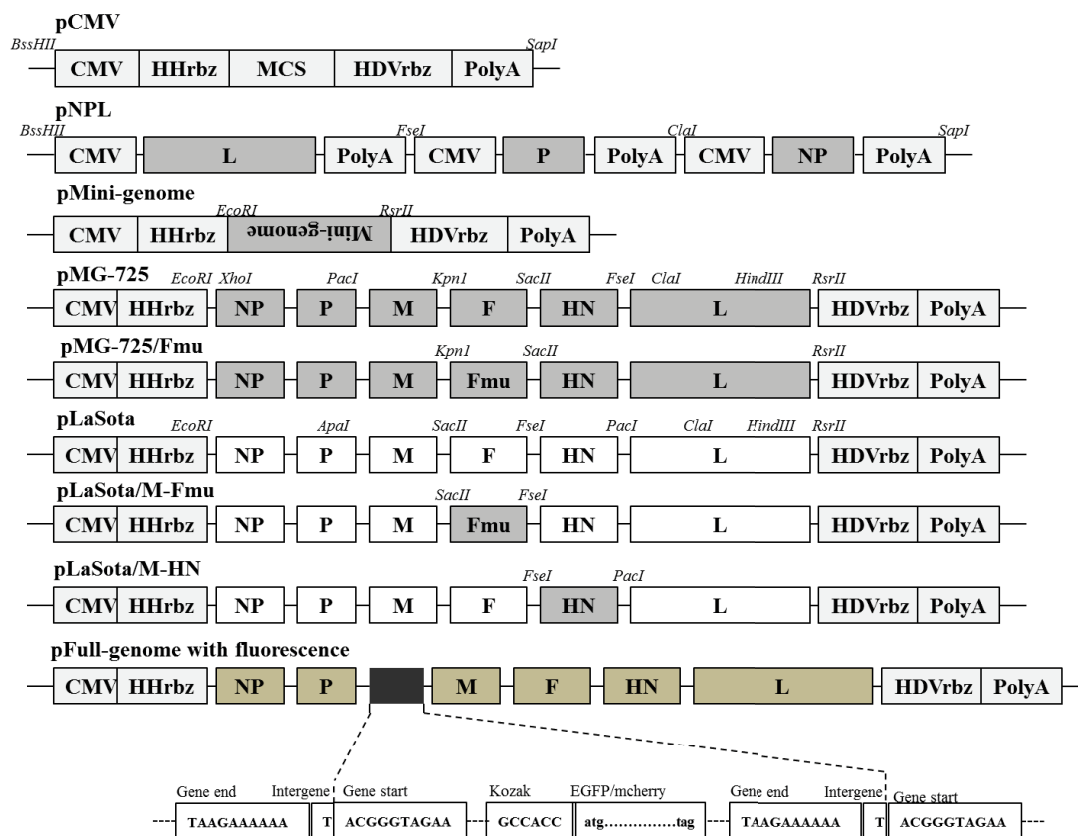 pCMV
BssHII SapI
CMV HHrbz MCS HDVrbz PolyA
pNPL
BssHII FseI ClaI SapI
CMV L PolyA CMV P PolyA CMV NP PolyA
pMini-genome
EcoRI RsrII
CMV HHrbz Mini-genome HDVrbz PolyA
pMG-725
EcoRI XhoI PacI Kpn1 SacII FseI ClaI HindIII RsrII
CMV HHrbz NP P M F HN L HDVrbz PolyA
pMG-725/Fmu
Kpn1 SacII RsrII
CMV HHrbz NP P M Fmu HN L HDVrbz PolyA
pLaSota
EcoRI ApaI SacII FseI PacI ClaI HindIII RsrII
CMV HHrbz NP P M F HN L HDVrbz PolyA
pLaSota/M-Fmu
SacII FseI
CMV HHrbz NP P M Fmu HN L HDVrbz PolyA
pLaSota/M-HN
FseI PacI
CMV HHrbz NP P M F HN L HDVrbz PolyA
pFull-genome with fluorescence
CMV HHrbz NP P M F HN L HDVrbz PolyA
Gene end Intergene Gene start Kozak EGFP/mcherry Gene end Intergene Gene start
TAAGAAAAAA T ACGGGTAGAA GCCACC atg...............tag TAAGAAAAAA T ACGGGTAGAA